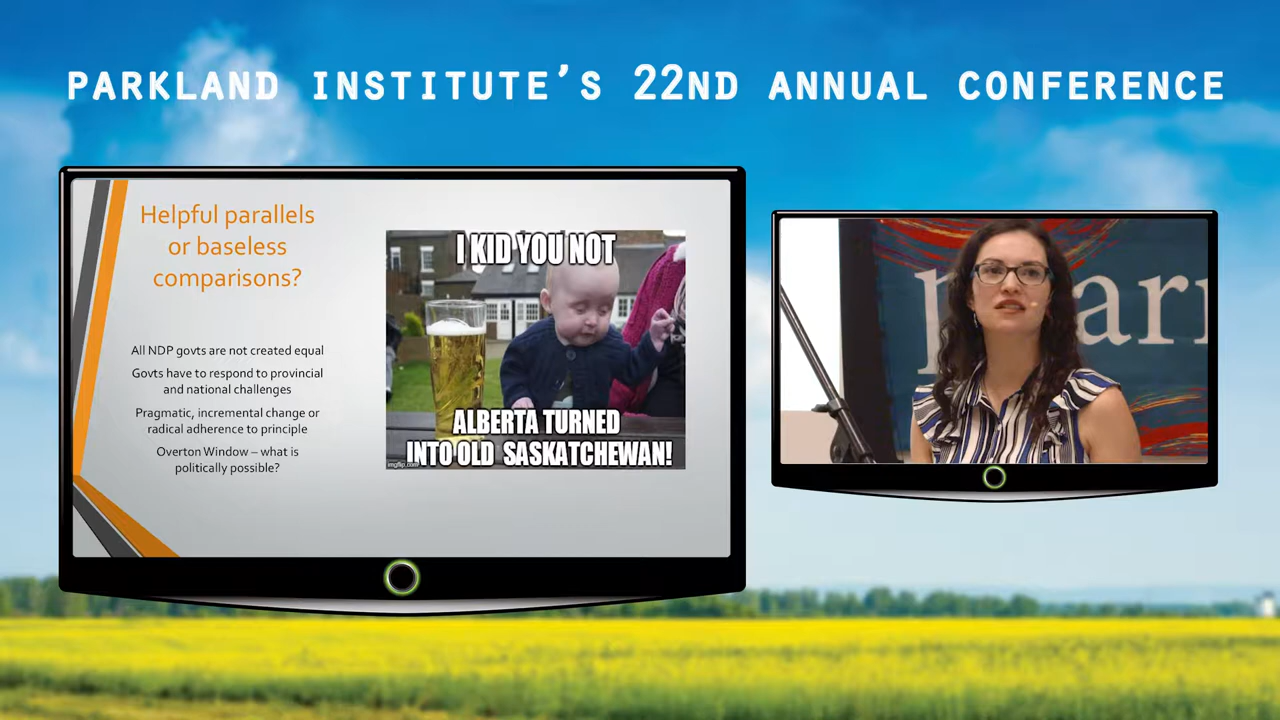 PARKLAND INSTITUTE'S 22ND ANNUAL CONFERENCE
Helpful parallels
or baseless
comparisons?
All NDP govts are not created equal
Govts have to respond to provincial
and national challenges
Pragmatic, incremental change or
radical adherence to principle
Overton Window – what is
politically possible?
I KID YOU NOT
ALBERTA TURNED
INTO OLD SASKATCHEWAN!
imgflip.com